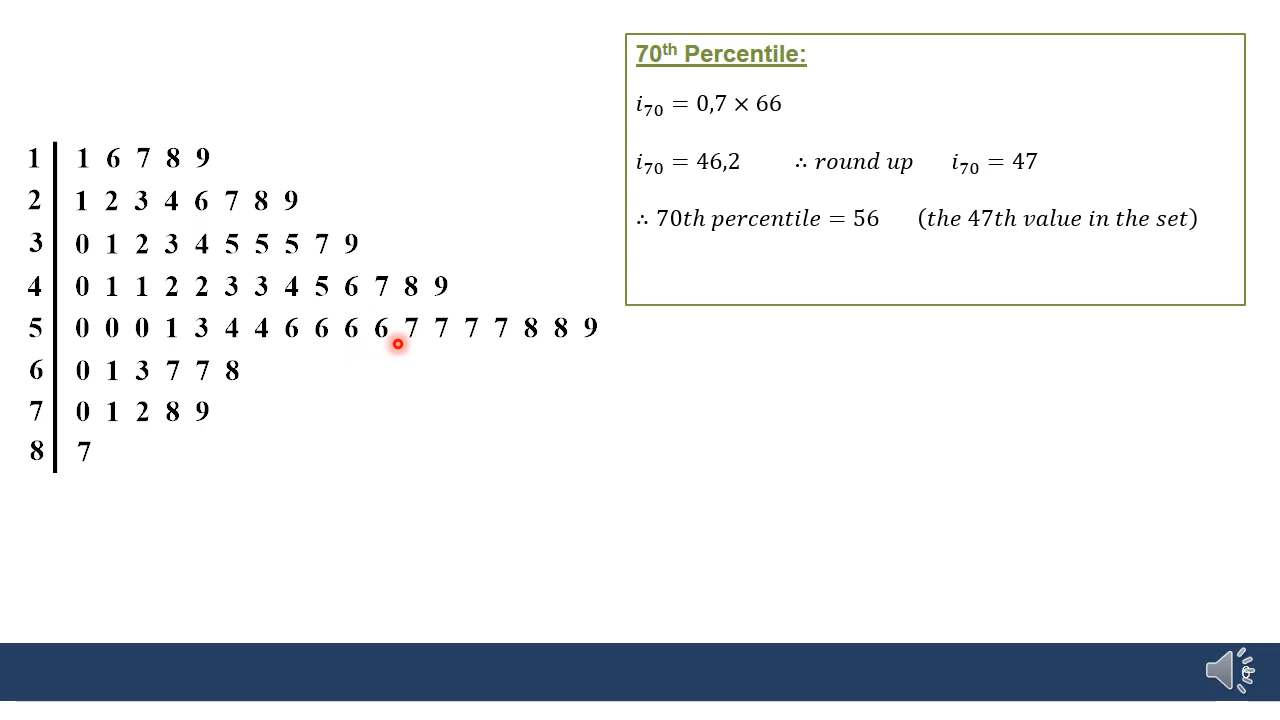 70th Percentile:
i₇₀ = 0,7 × 66
i₇₀ = 46,2 ∴ round up i₇₀ = 47
∴ 70th percentile = 56 (the 47th value in the set)
1 | 1 6 7 8 9
2 | 1 2 3 4 6 7 8 9
3 | 0 1 2 3 4 5 5 5 7 9
4 | 0 1 1 2 2 3 3 4 5 6 7 8 9
5 | 0 0 0 1 3 4 4 6 6 6 6 7 7 7 7 8 8 9
6 | 0 1 3 7 7 8
7 | 0 1 2 8 9
8 | 7